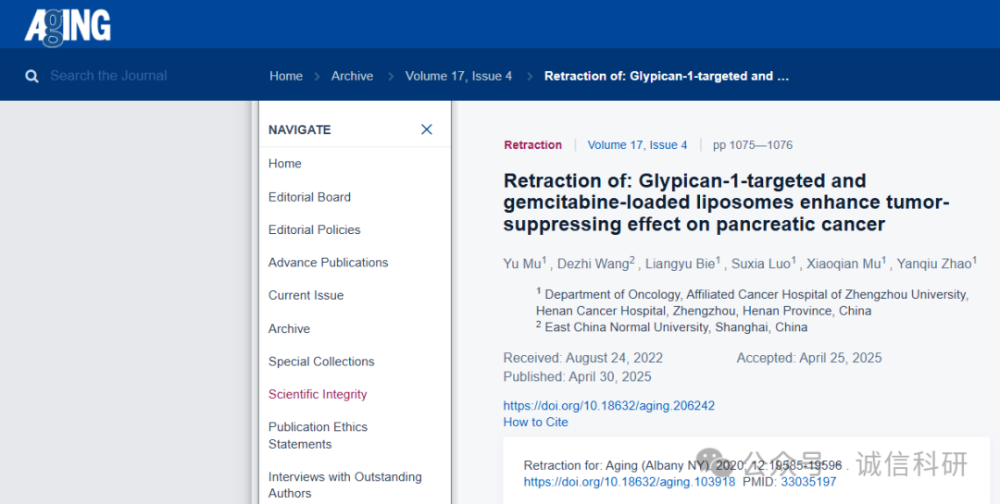 AgING
Search the Journal
Home
Archive
Volume 17, Issue 4
Retraction of: Glypican-1-targeted and ...
NAVIGATE
Home
Editorial Board
Editorial Policies
Advance Publications
Current Issue
Archive
Special Collections
Scientific Integrity
Publication Ethics
Statements
Interviews with Outstanding
Authors
Retraction
Volume 17, Issue 4
pp 1075—1076
Retraction of: Glypican-1-targeted and
gemcitabine-loaded liposomes enhance tumor-
suppressing effect on pancreatic cancer
Yu Mu1 , Dezhi Wang2 , Liangyu Bie1 , Suxia Luo1 , Xiaoqian Mu1 , Yanqiu Zhao1
1 Department of Oncology, Affiliated Cancer Hospital of Zhengzhou University,
Henan Cancer Hospital, Zhengzhou, Henan Province, China
2 East China Normal University, Shanghai, China
Received: August 24, 2022
Accepted: April 25, 2025
Published: April 30, 2025
https://doi.org/10.18632/aging.206242
How to Cite
Retraction for: Aging (Albany NY). 2020; 12:19585-19596 .
https://doi.org/10.18632/aging.103918 PMID: 33035197
公众号 · 诚信科研